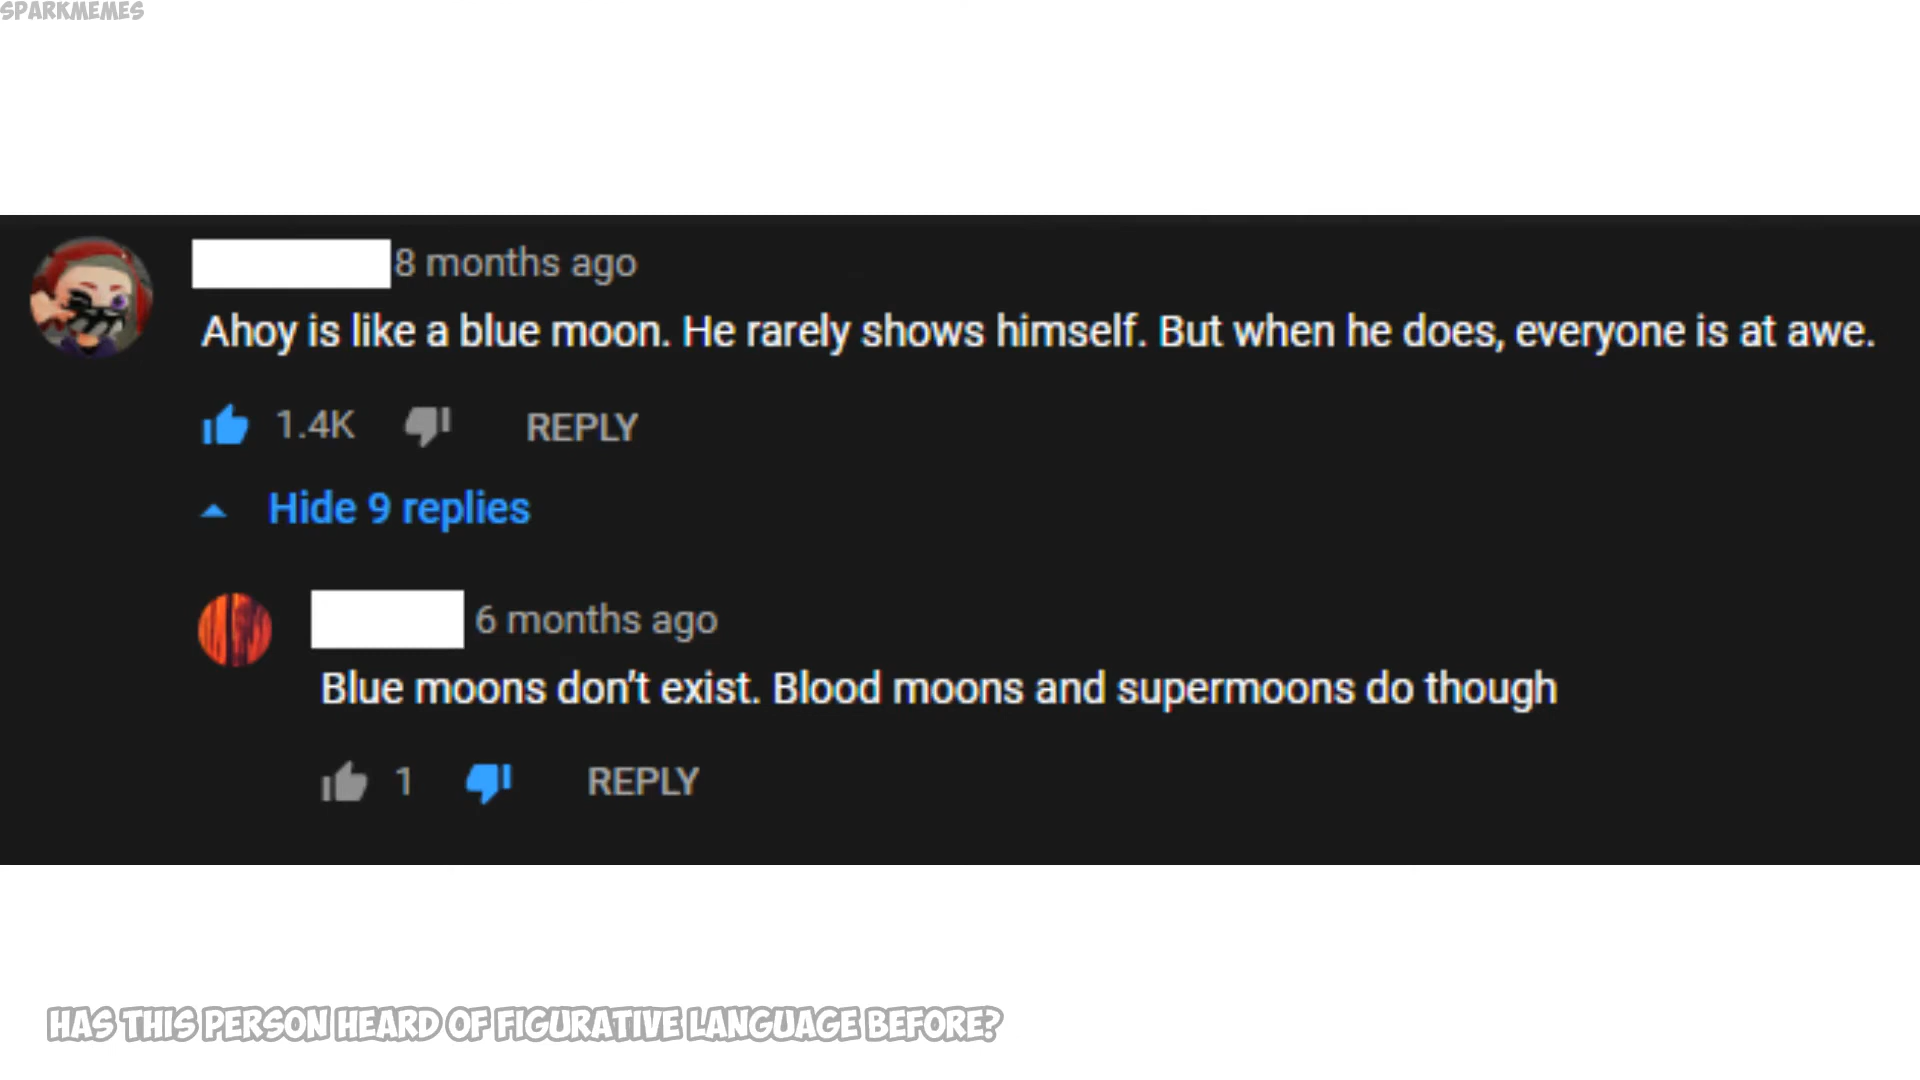 SPARKMEMES
8 months ago
Ahoy is like a blue moon. He rarely shows himself. But when he does, everyone is at awe.
1.4K REPLY
Hide 9 replies
6 months ago
Blue moons don't exist. Blood moons and supermoons do though
1 REPLY
HAS THIS PERSON HEARD OF FIGURATIVE LANGUAGE BEFORE?